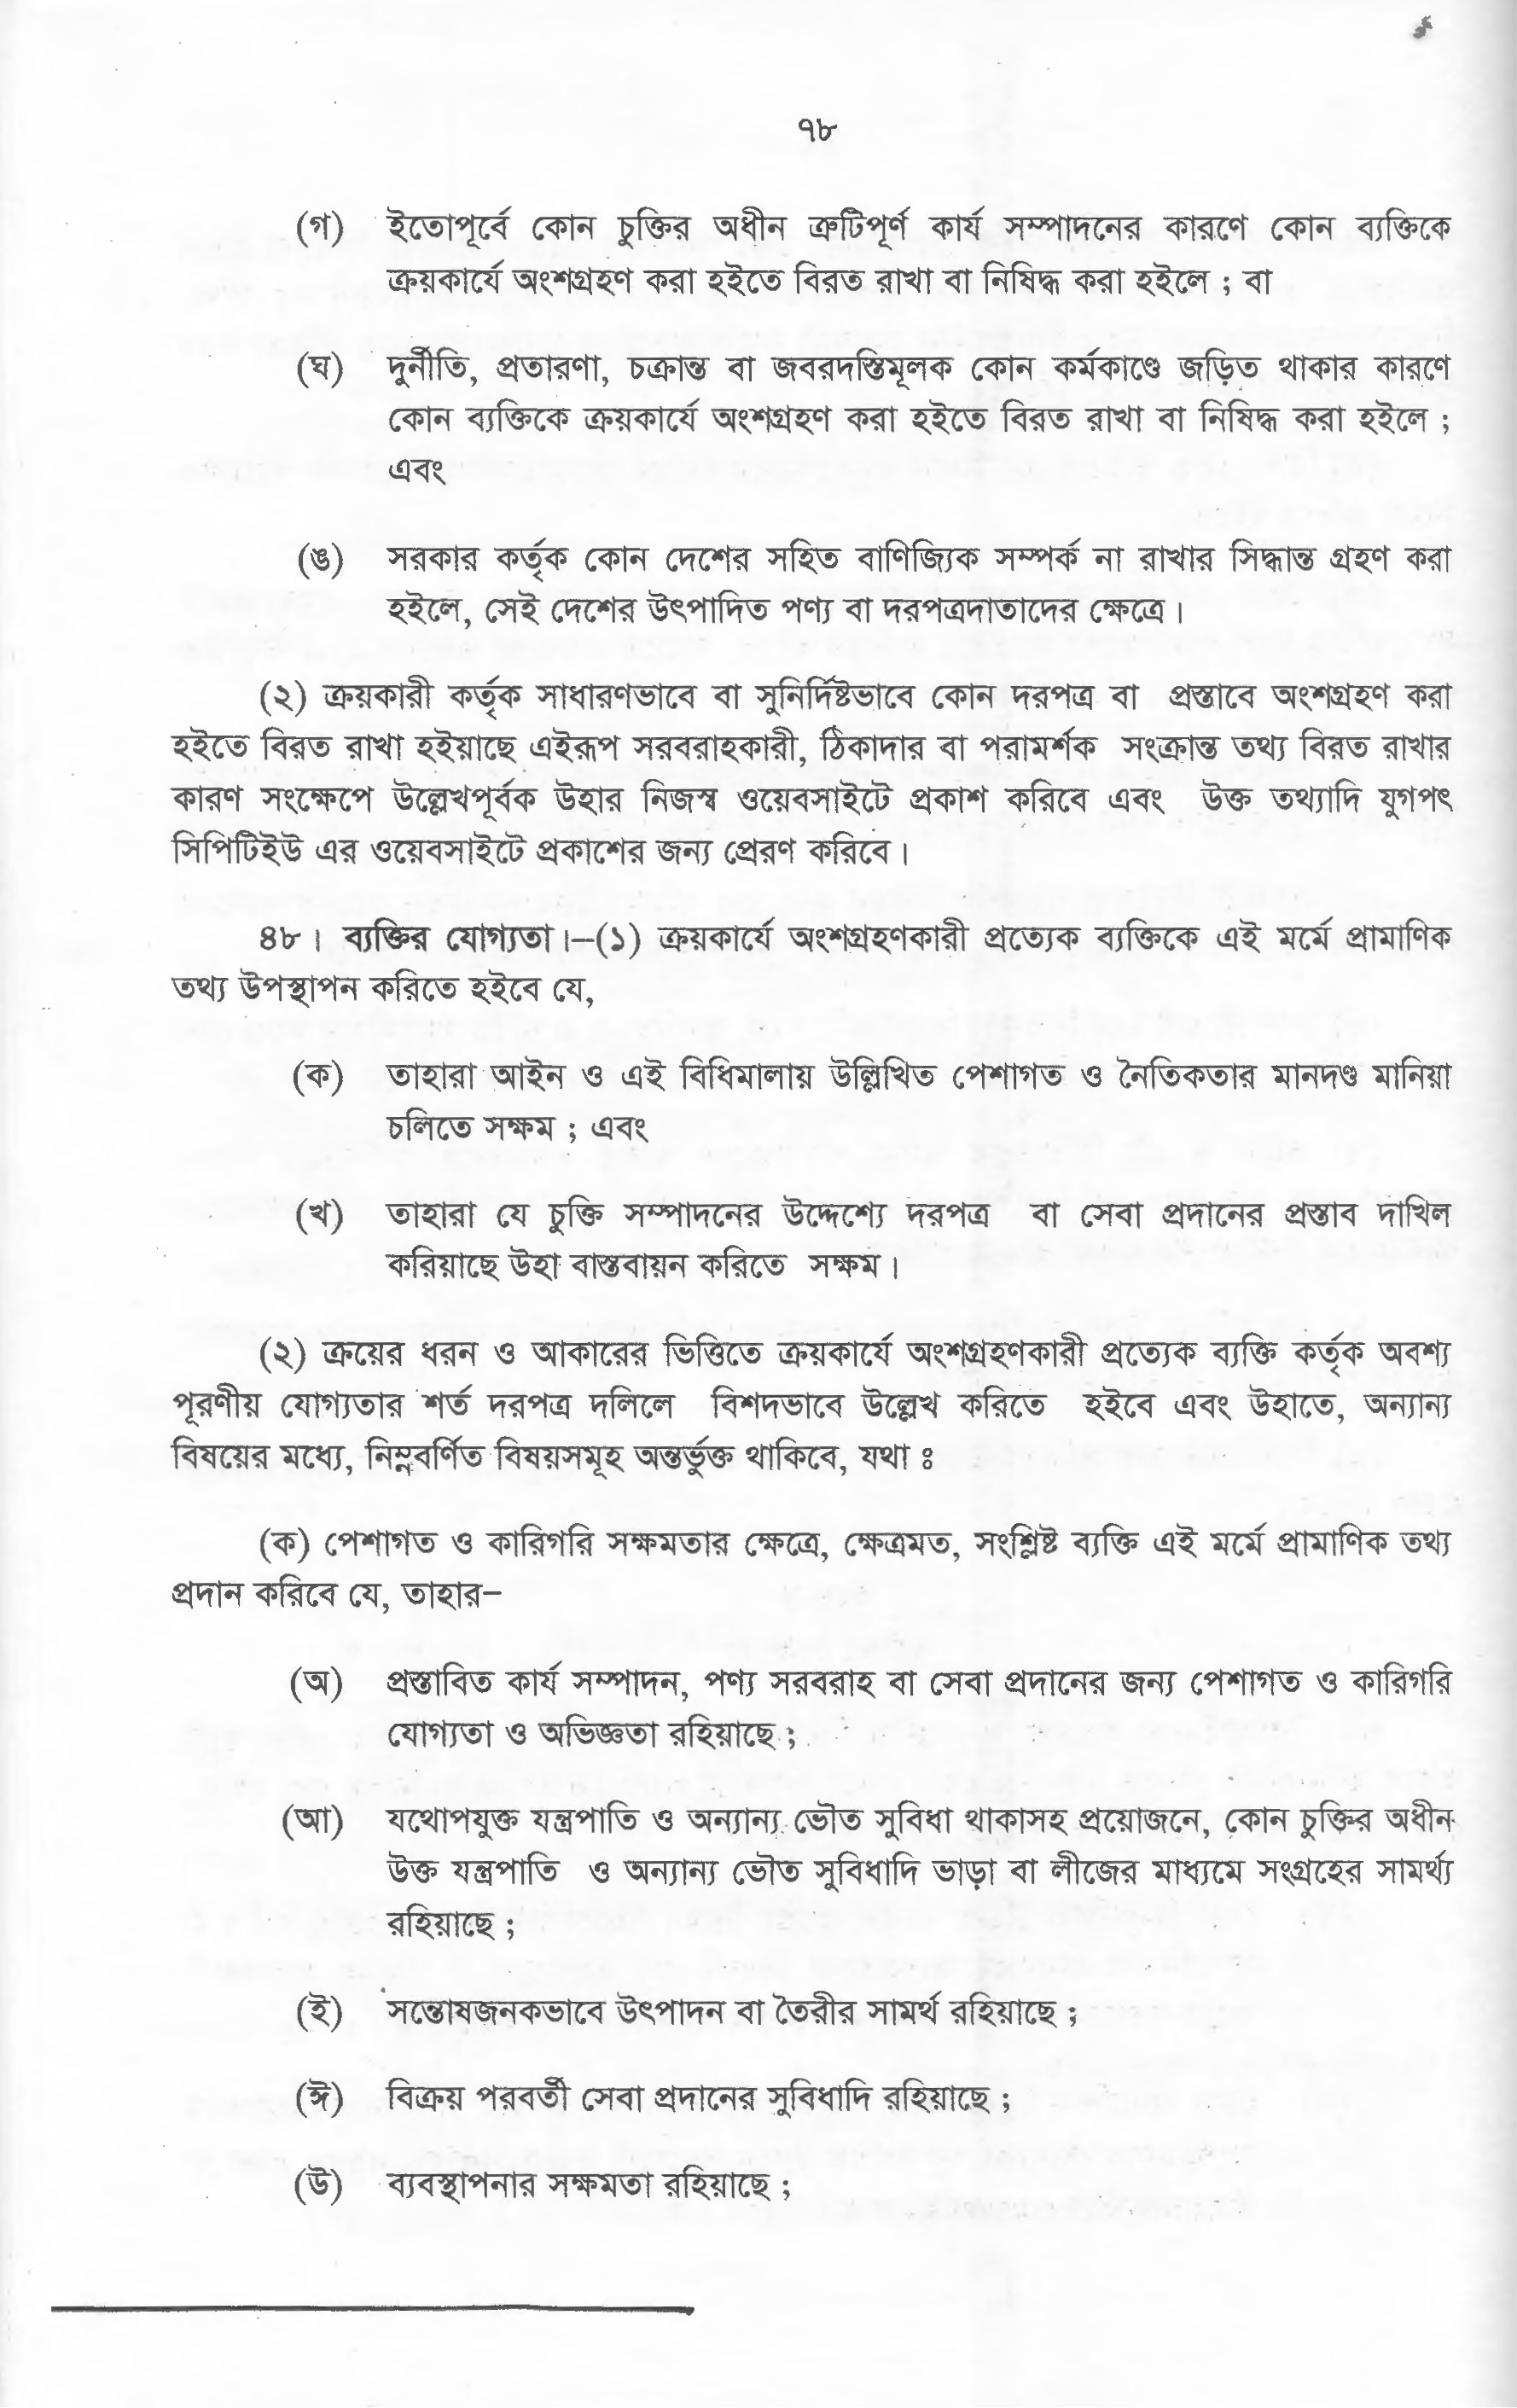 ৭৮
(গ) ইতোপূর্বে কোন চুক্তির অধীন ত্রুটিপূর্ণ কার্য সম্পাদনের কারণে কোন ব্যক্তিকে
ক্রয়কার্যে অংশগ্রহণ করা হইতে বিরত রাখা বা নিষিদ্ধ করা হইলে ; বা
(ঘ) দুর্নীতি, প্রতারণা, চক্রান্ত বা জবরদস্তিমূলক কোন কর্মকাণ্ডে জড়িত থাকার কারণে
কোন ব্যক্তিকে ক্রয়কার্যে অংশগ্রহণ করা হইতে বিরত রাখা বা নিষিদ্ধ করা হইলে ;
এবং
(ঙ) সরকার কর্তৃক কোন দেশের সহিত বাণিজ্যিক সম্পর্ক না রাখার সিদ্ধান্ত গ্রহণ করা
হইলে, সেই দেশের উৎপাদিত পণ্য বা দরপত্রদাতাদের ক্ষেত্রে।
(২) ক্রয়কারী কর্তৃক সাধারণভাবে বা সুনির্দিষ্টভাবে কোন দরপত্র বা প্রস্তাবে অংশগ্রহণ করা
হইতে বিরত রাখা হইয়াছে এইরূপ সরবরাহকারী, ঠিকাদার বা পরামর্শক সংক্রান্ত তথ্য বিরত রাখার
কারণ সংক্ষেপে উল্লেখপূর্বক উহার নিজস্ব ওয়েবসাইটে প্রকাশ করিবে এবং উক্ত তথ্যাদি যুগপৎ
সিপিটিইউ এর ওয়েবসাইটে প্রকাশের জন্য প্রেরণ করিবে।
৪৮। ব্যক্তির যোগ্যতা।–(১) ক্রয়কার্যে অংশগ্রহণকারী প্রত্যেক ব্যক্তিকে এই মর্মে প্রামাণিক
তথ্য উপস্থাপন করিতে হইবে যে,
(ক) তাহারা আইন ও এই বিধিমালায় উল্লিখিত পেশাগত ও নৈতিকতার মানদণ্ড মানিয়া
চলিতে সক্ষম ; এবং
(খ) তাহারা যে চুক্তি সম্পাদনের উদ্দেশ্যে দরপত্র বা সেবা প্রদানের প্রস্তাব দাখিল
করিয়াছে উহা বাস্তবায়ন করিতে সক্ষম।
(২) ক্রয়ের ধরন ও আকারের ভিত্তিতে ক্রয়কার্যে অংশগ্রহণকারী প্রত্যেক ব্যক্তি কর্তৃক অবশ্য
পূরণীয় যোগ্যতার শর্ত দরপত্র দলিলে বিশদভাবে উল্লেখ করিতে হইবে এবং উহাতে, অন্যান্য
বিষয়ের মধ্যে, নিম্নবর্ণিত বিষয়সমূহ অন্তর্ভুক্ত থাকিবে, যথা ঃ
(ক) পেশাগত ও কারিগরি সক্ষমতার ক্ষেত্রে, ক্ষেত্রমত, সংশ্লিষ্ট ব্যক্তি এই মর্মে প্রামাণিক তথ্য
প্রদান করিবে যে, তাহার–
(অ) প্রস্তাবিত কার্য সম্পাদন, পণ্য সরবরাহ বা সেবা প্রদানের জন্য পেশাগত ও কারিগরি
যোগ্যতা ও অভিজ্ঞতা রহিয়াছে ;
(আ) যথোপযুক্ত যন্ত্রপাতি ও অন্যান্য ভৌত সুবিধা থাকাসহ প্রয়োজনে, কোন চুক্তির অধীন
উক্ত যন্ত্রপাতি ও অন্যান্য ভৌত সুবিধাদি ভাড়া বা লীজের মাধ্যমে সংগ্রহের সামর্থ্য
রহিয়াছে ;
(ই) সন্তোষজনকভাবে উৎপাদন বা তৈরীর সামর্থ রহিয়াছে ;
(ঈ) বিক্রয় পরবর্তী সেবা প্রদানের সুবিধাদি রহিয়াছে ;
(উ) ব্যবস্থাপনার সক্ষমতা রহিয়াছে ;